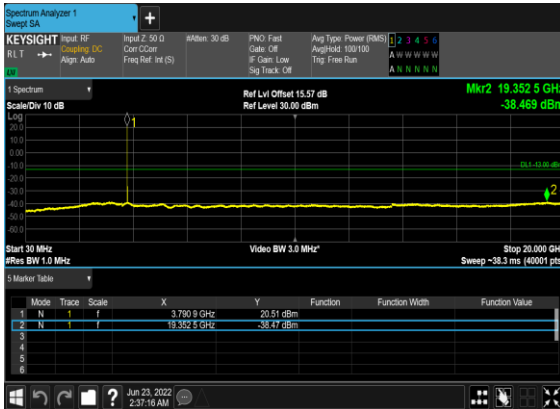 Spectrum Analyzer 1
Swept SA
+
KEYSIGHT
RLT
Input: RF
Coupling: DC
Align: Auto
Input Z: 50 Ω
Corr CCorr
Freq Ref: Int (S)
#Atten: 30 dB
PNO: Fast
Gate: Off
IF Gain: Low
Sig Track: Off
Avg Type: Power (RMS)
Avg|Hold: 100/100
Trig: Free Run
1 2 3 4 5 6
A W W W W W
A N N N N N
1 Spectrum
Scale/Div 10 dB
Ref Lvl Offset 15.57 dB
Ref Level 30.00 dBm
Mkr2 19.352 5 GHz
-38.469 dBm
Log
20.0
10.0
0.00
-10.0
-20.0
-30.0
-40.0
-50.0
-60.0
1
DL1 -13.00 dBm
2
Start 30 MHz
#Res BW 1.0 MHz
Video BW 3.0 MHz*
Stop 20.000 GH
Sweep ~38.3 ms (40001 pts
5 Marker Table
Mode Trace Scale X Y Function Function Width Function Value
1 N 1 f 3.790 9 GHz 20.51 dBm
2 N 1 f 19.352 5 GHz -38.47 dBm
3
4
5
6
?
Jun 23, 2022
2:37:16 AM